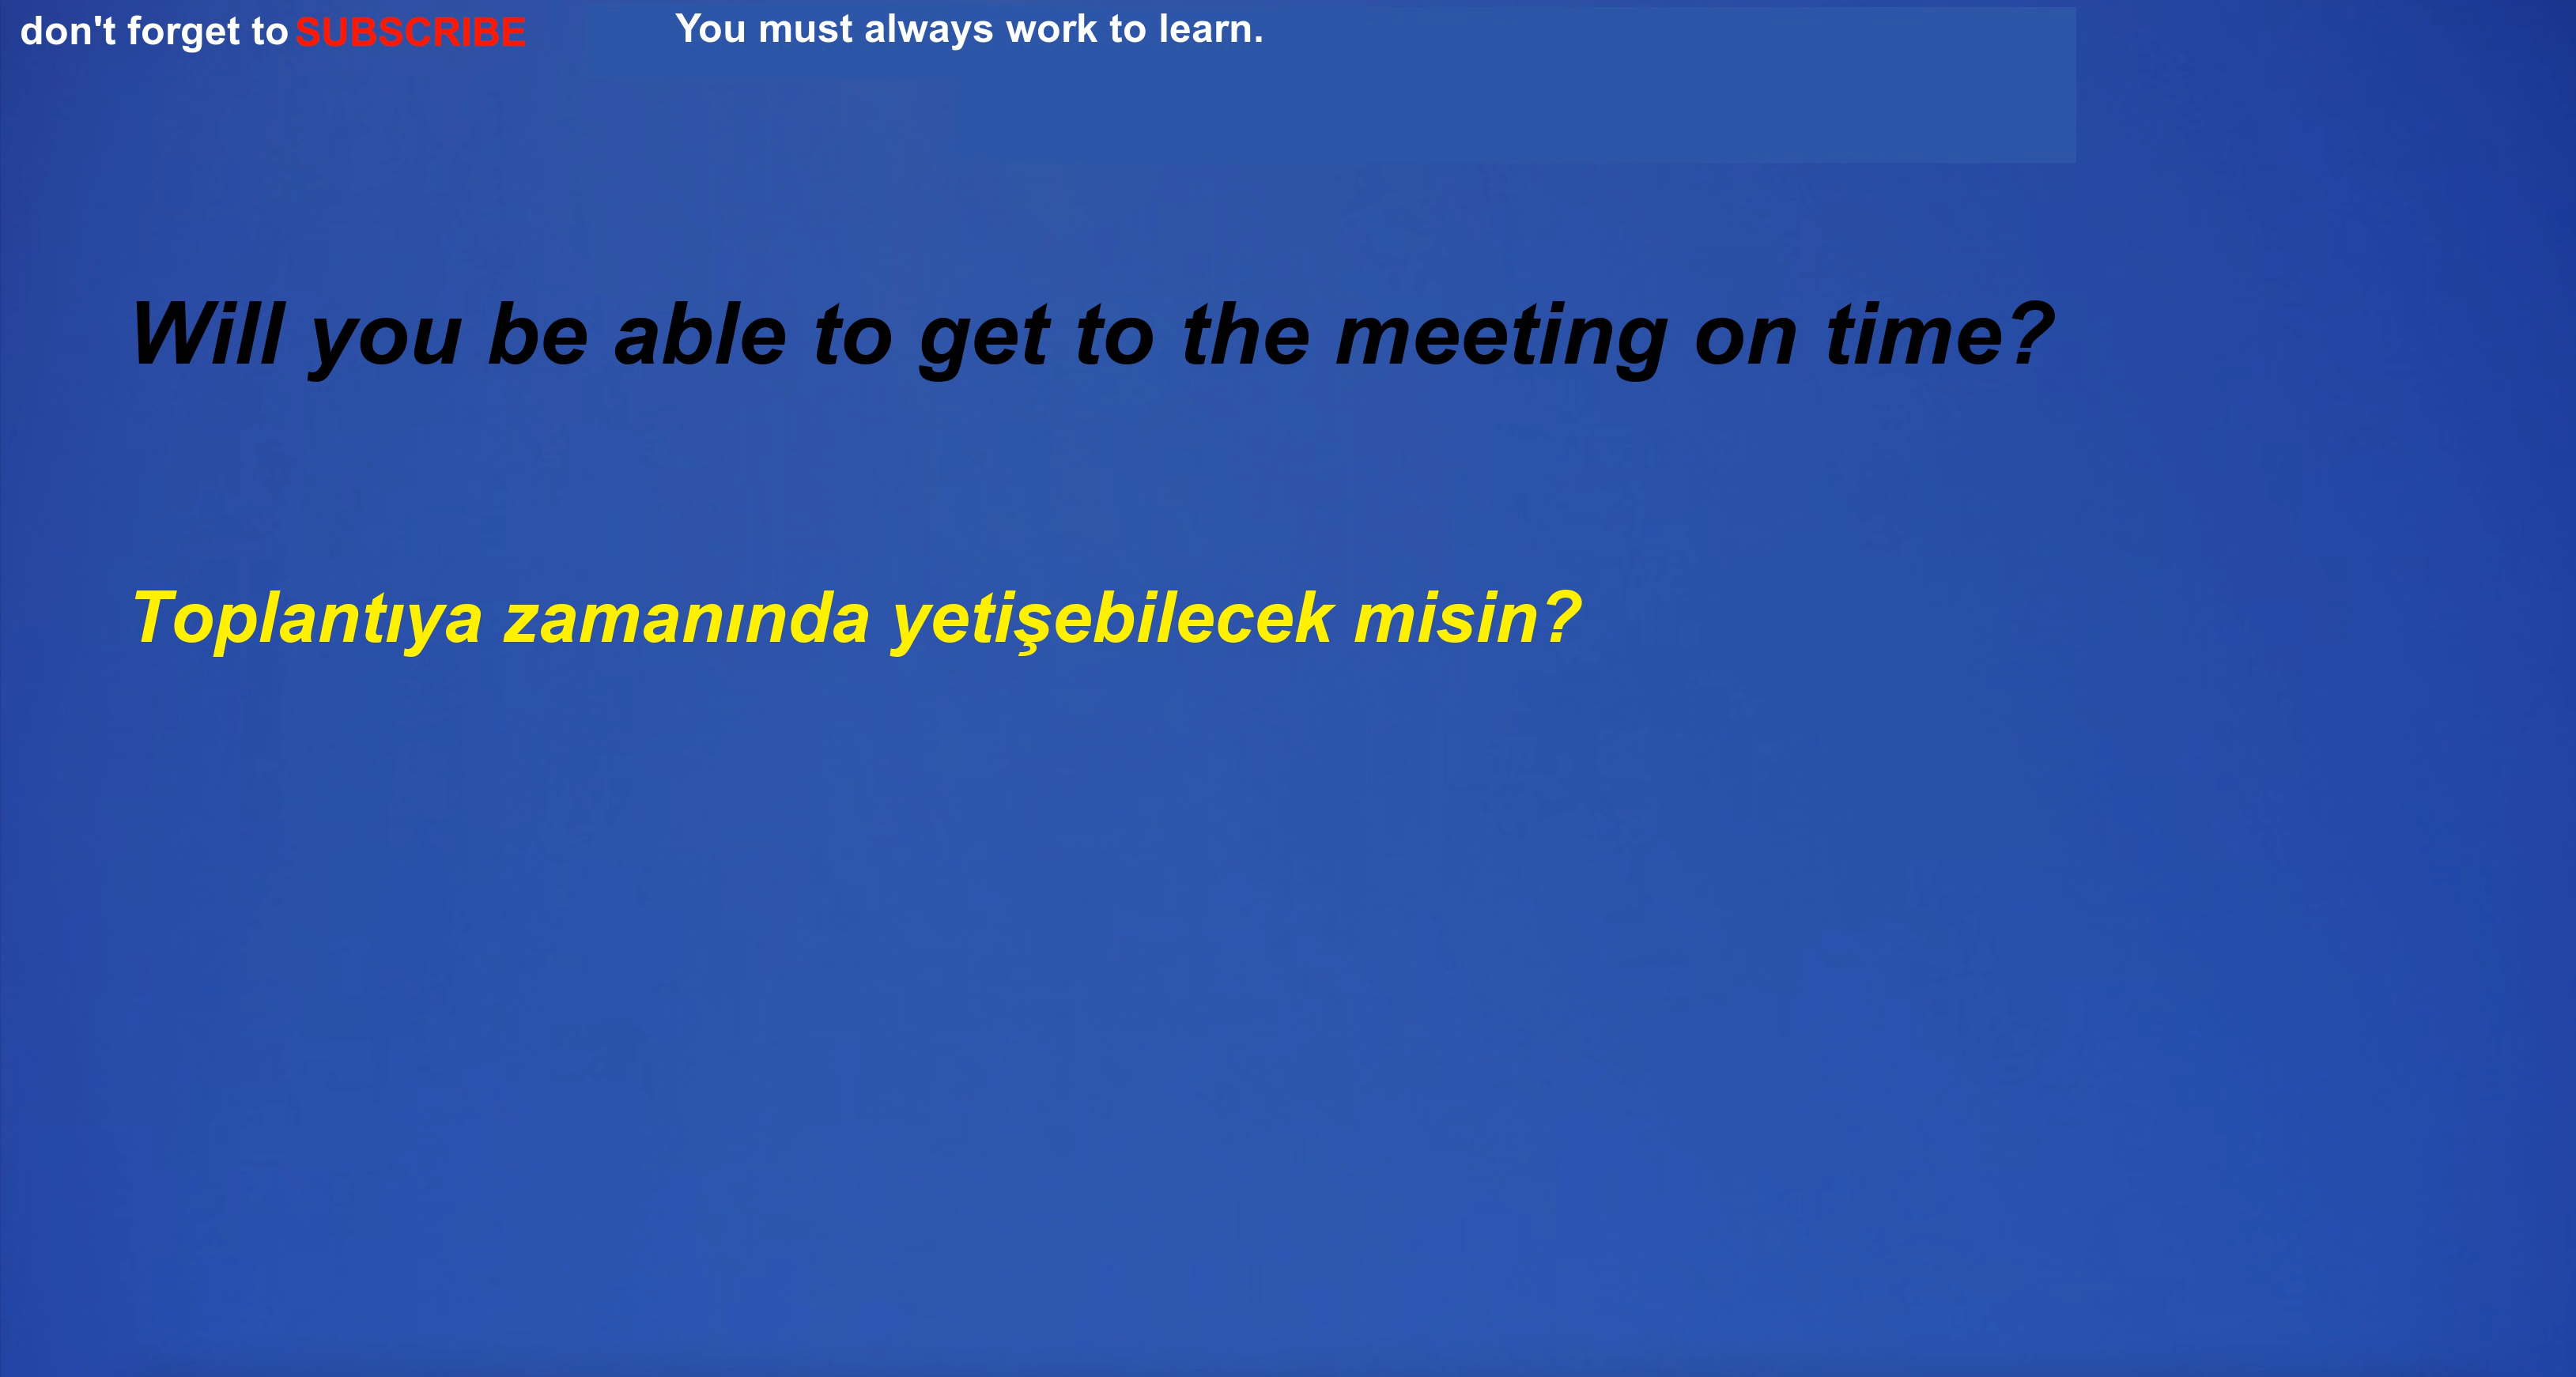 don't forget to SUBSCRIBE
You must always work to learn.
Will you be able to get to the meeting on time?
Toplantıya zamanında yetişebilecek misin?